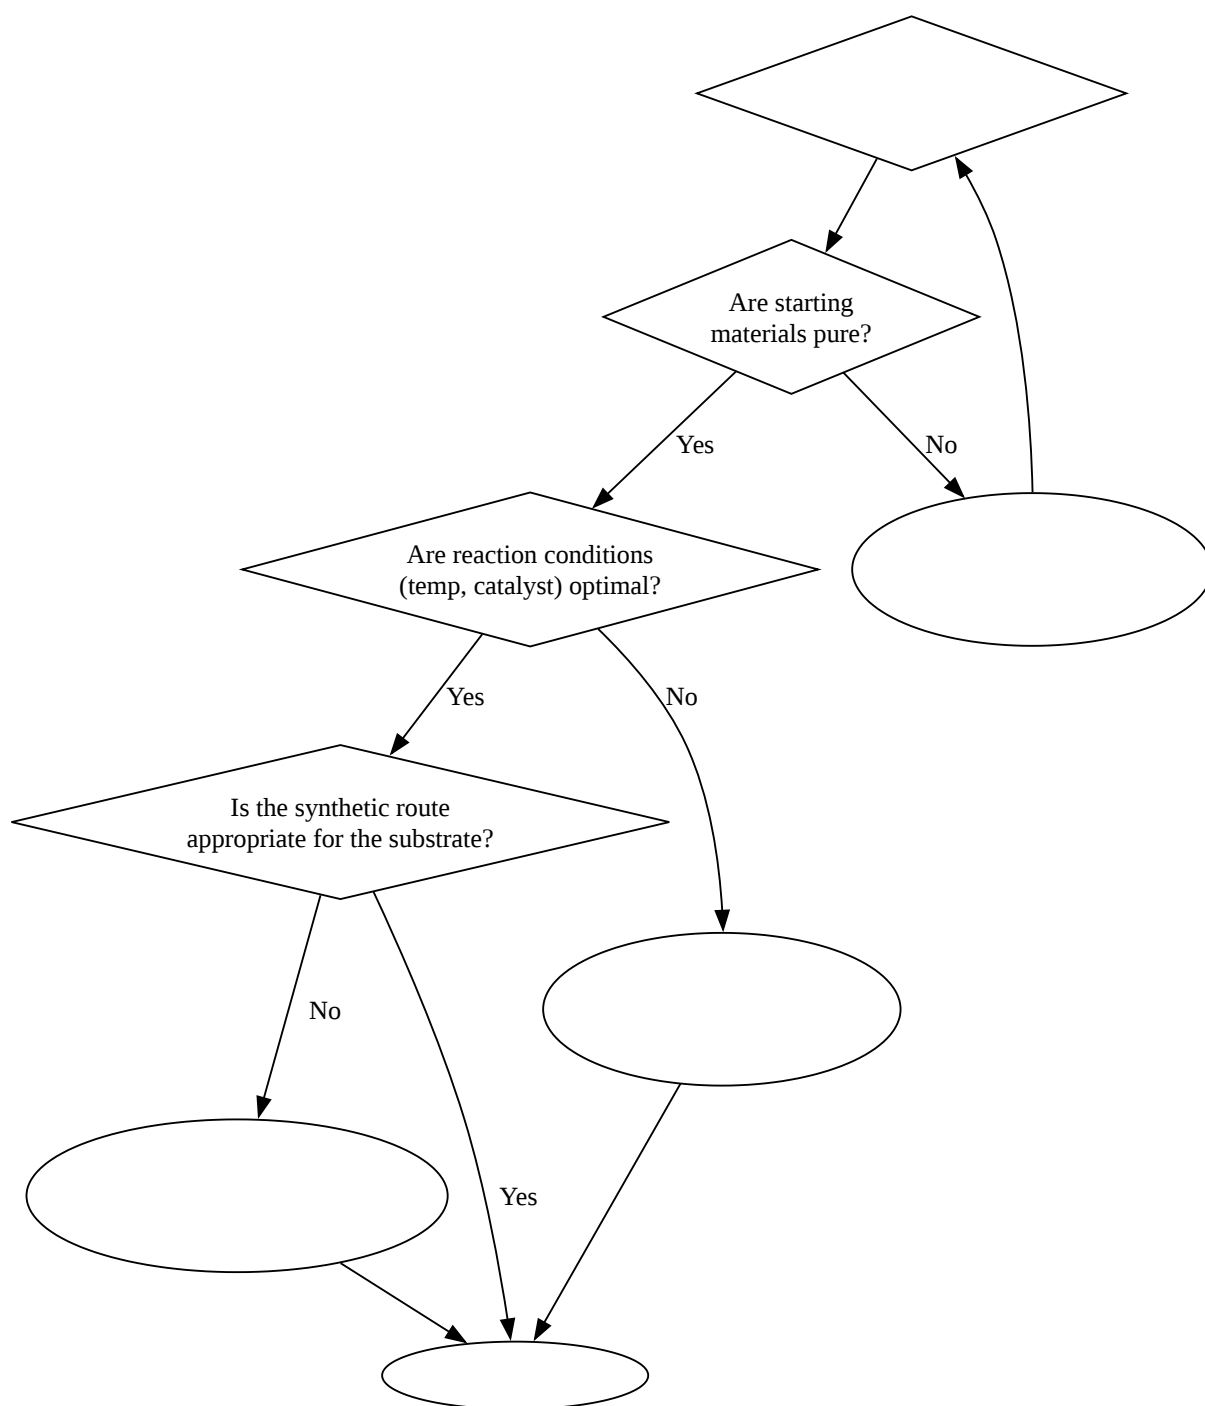 Are starting
materials pure?
Yes
No
Are reaction conditions
(temp, catalyst) optimal?
Yes
No
Is the synthetic route
appropriate for the substrate?
No
Yes